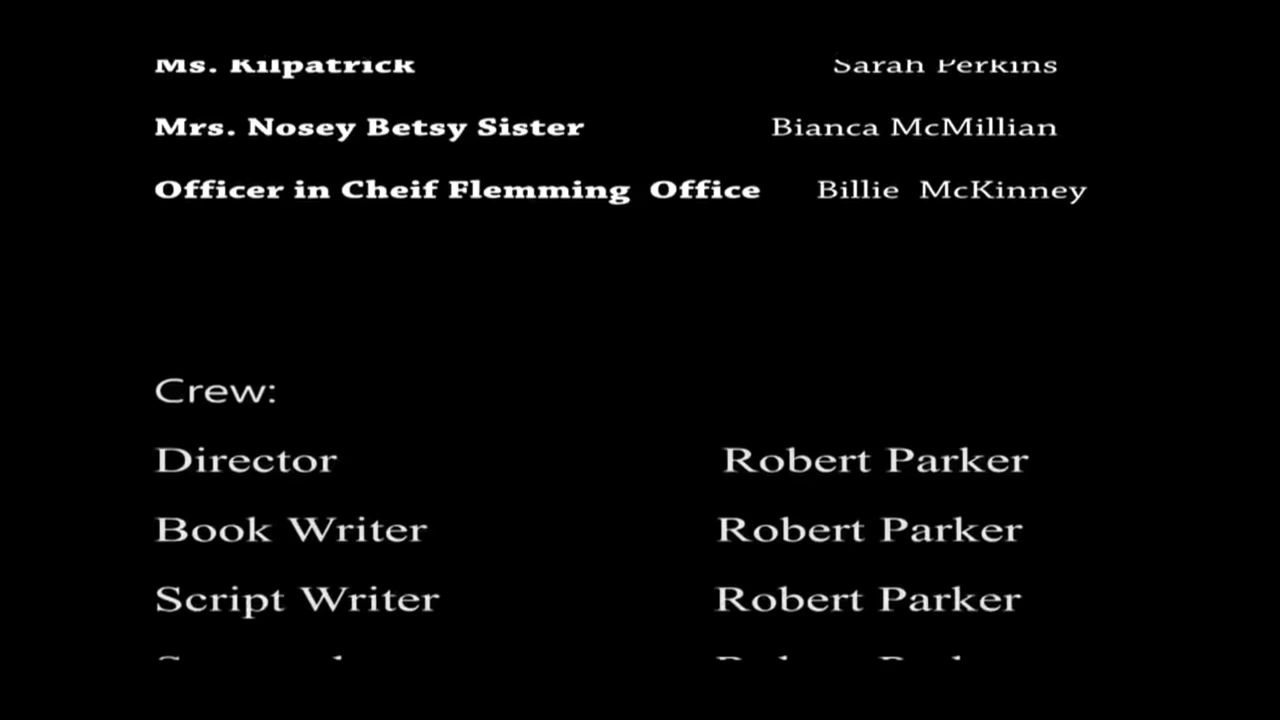 Ms. Kilpatrick Sarah Perkins
Mrs. Nosey Betsy Sister Bianca McMillian
Officer in Cheif Flemming Office Billie McKinney
Crew:
Director Robert Parker
Book Writer Robert Parker
Script Writer Robert Parker